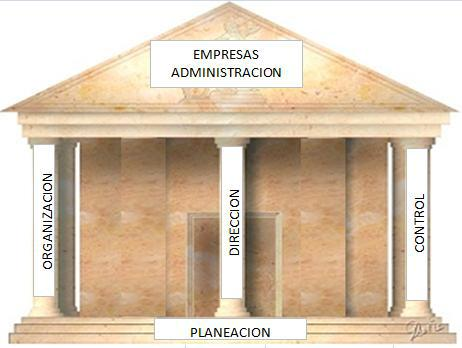 EMPRESAS
ADMINISTRACION
ORGANIZACION
DIRECCION
CONTROL
PLANEACION